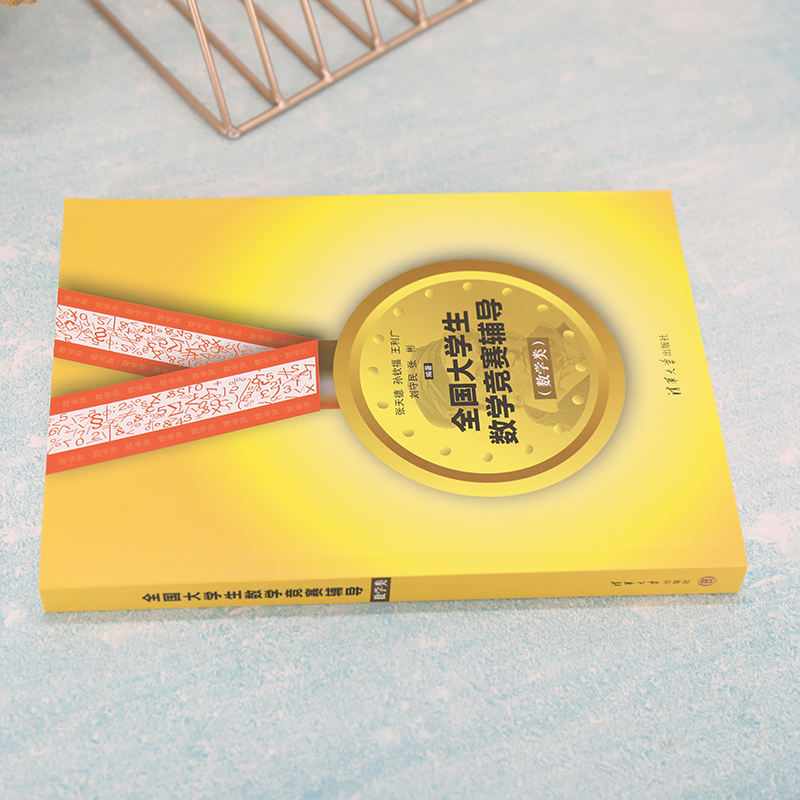 张天德 孙钦福 王利广
刘守民 张 彬
编著
全国大学生
数学竞赛辅导
（数学类）
清华大学出版社
全国大学生数学竞赛辅导 数学类
清华大学出版社